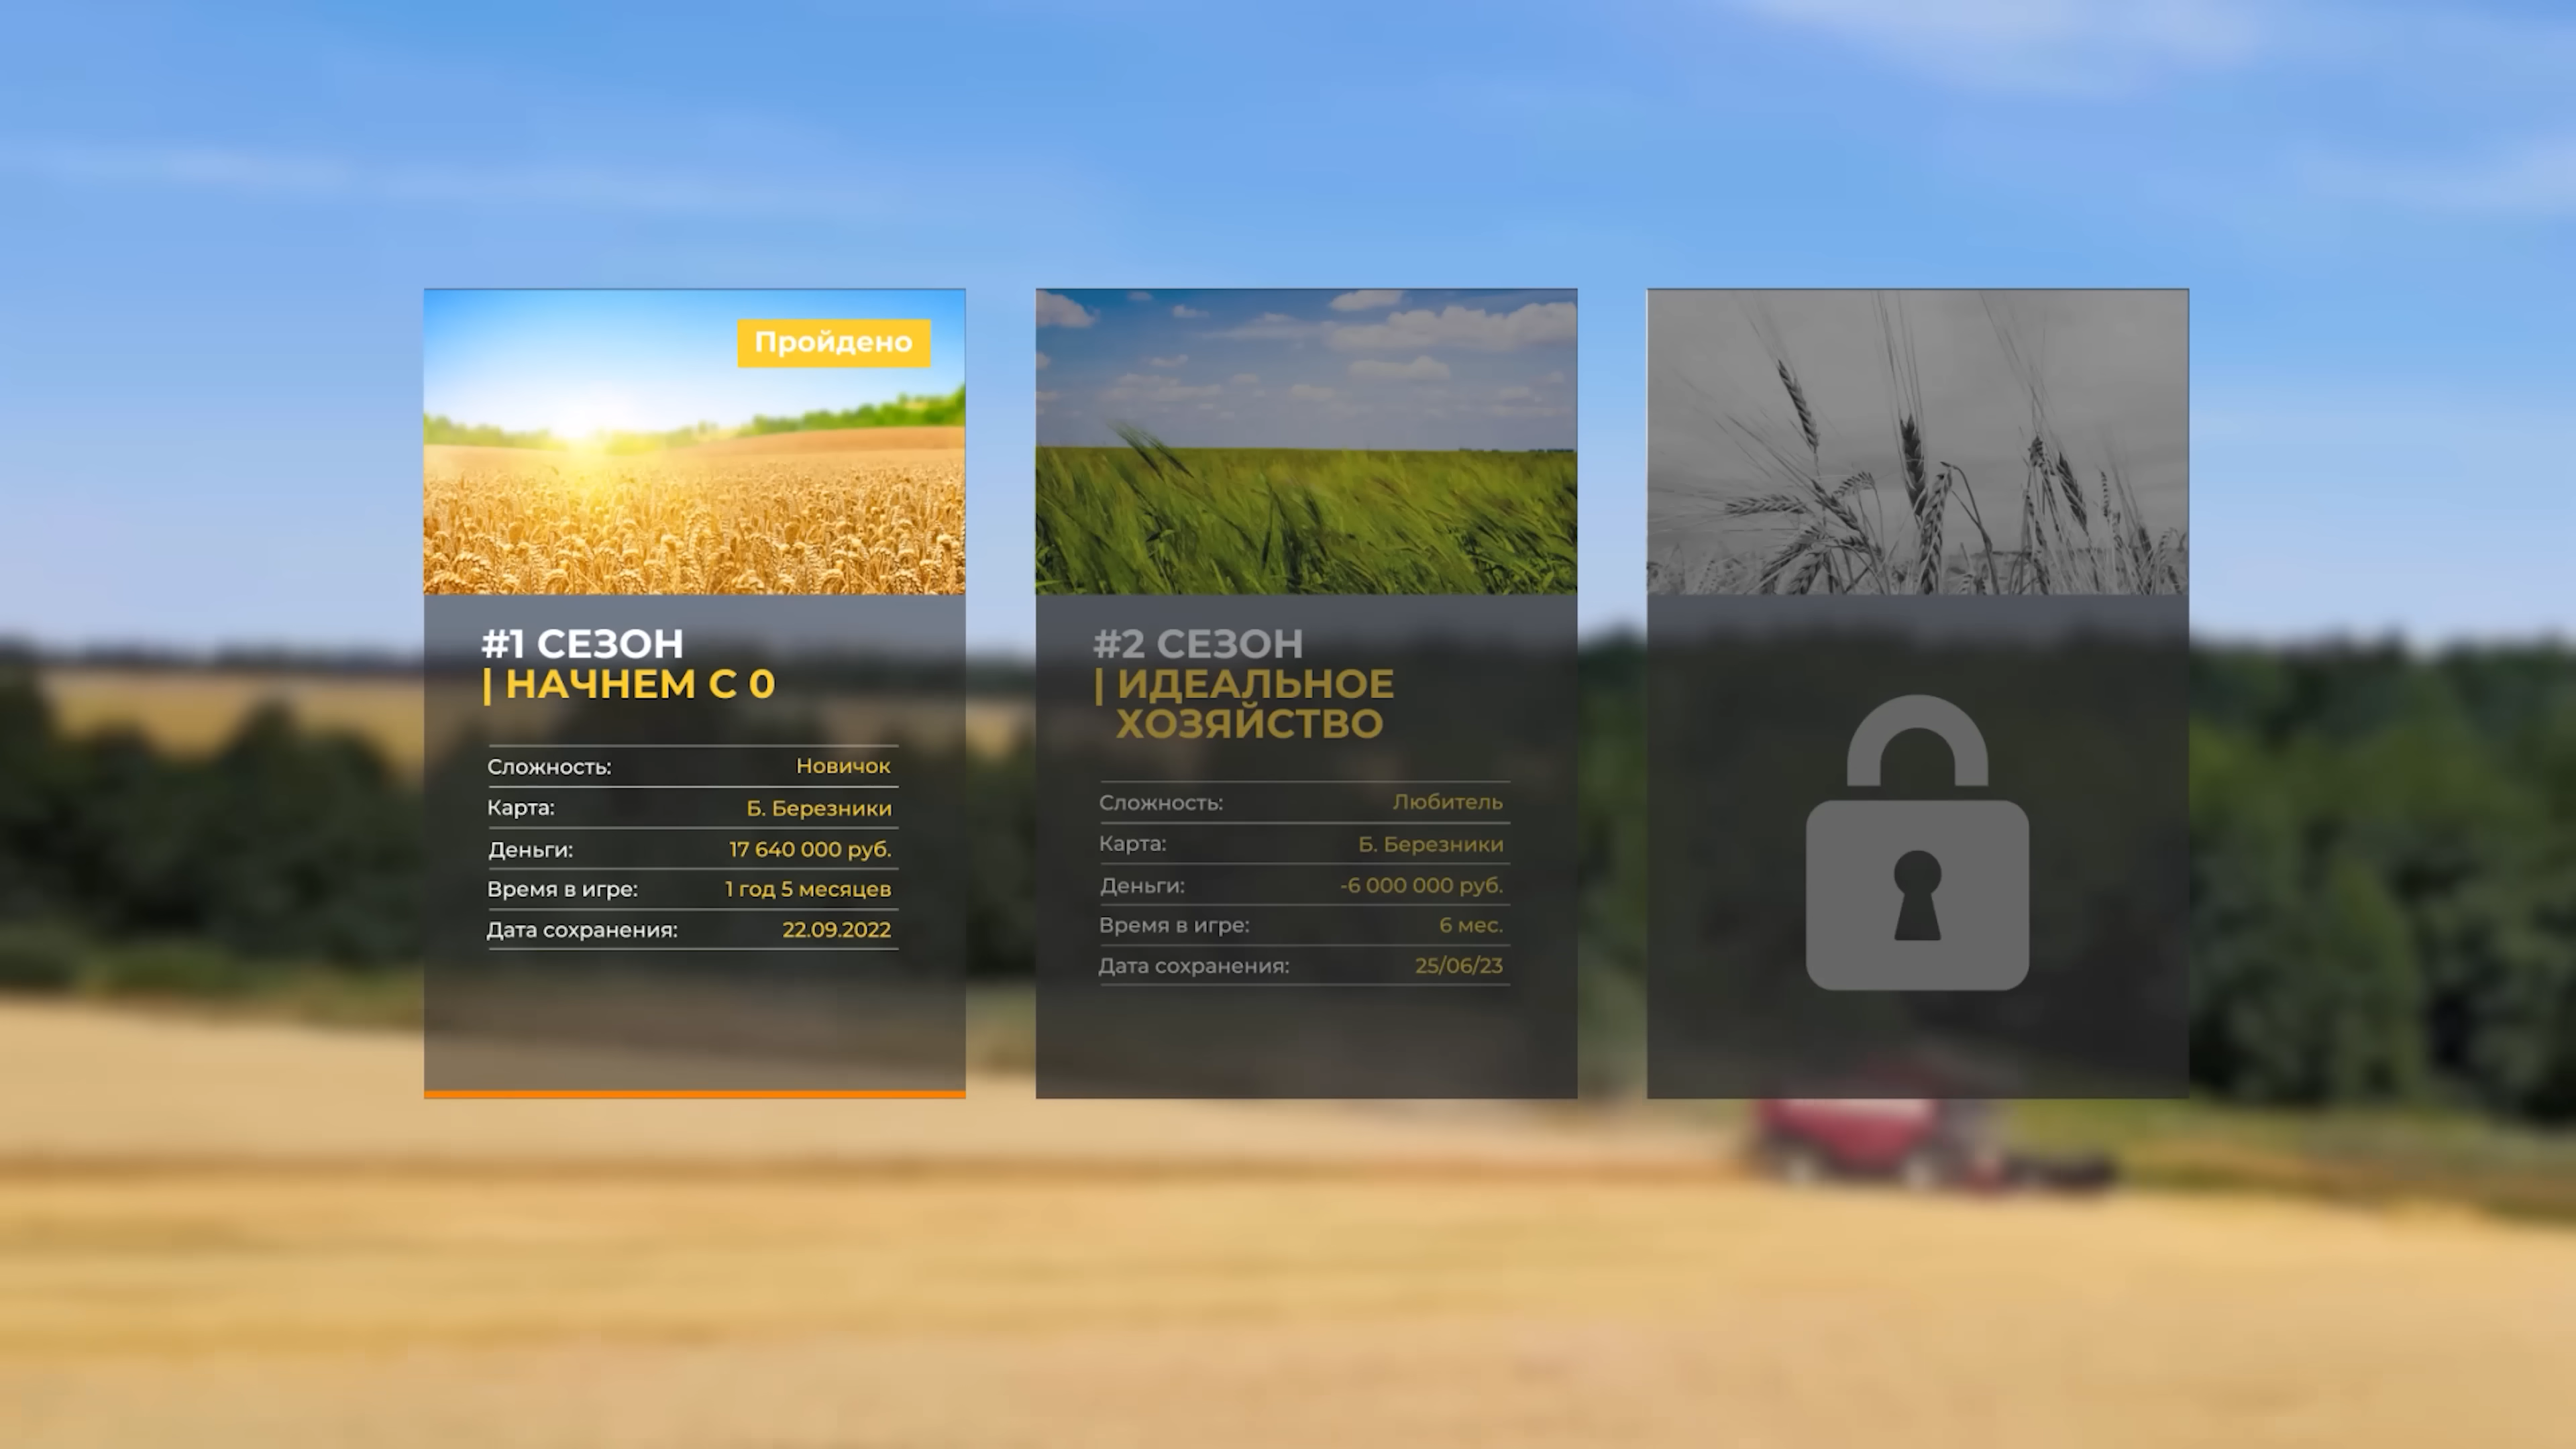 Пройдено
#1 СЕЗОН
| НАЧНЕМ С 0
Сложность: Новичок
Карта: Б. Березники
Деньги: 17 640 000 руб.
Время в игре: 1 год 5 месяцев
Дата сохранения: 22.09.2022
#2 СЕЗОН
| ИДЕАЛЬНОЕ
ХОЗЯЙСТВО
Сложность: Любитель
Карта: Б. Березники
Деньги: -6 000 000 руб.
Время в игре: 6 мес.
Дата сохранения: 25/06/23